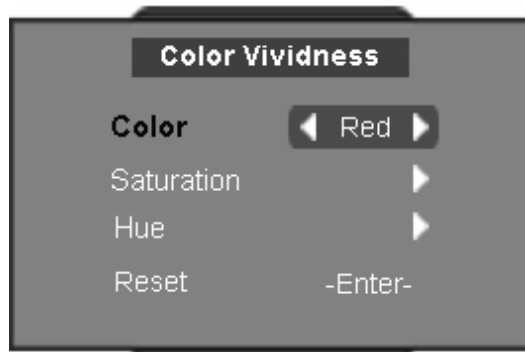 Color Vividness
Color Red
Saturation
Hue
Reset -Enter-